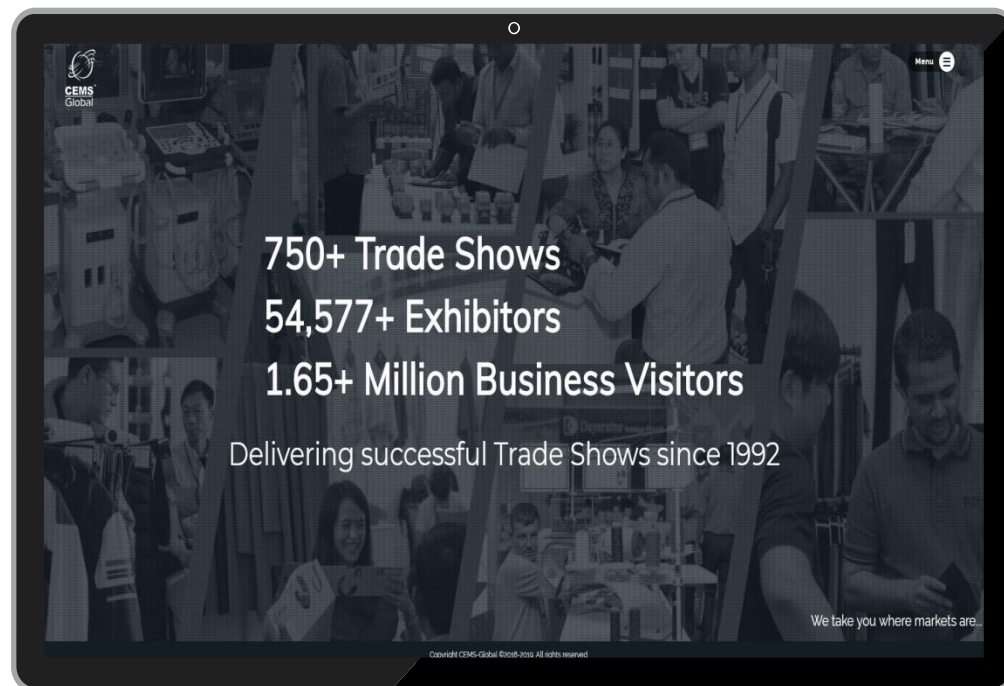 CEMS
Global
Menu
750+ Trade Shows
54,577+ Exhibitors
1.65+ Million Business Visitors
Delivering successful Trade Shows since 1992
We take you where markets are...
Copyright CEMS-Global ©2018-2019. All rights reserved